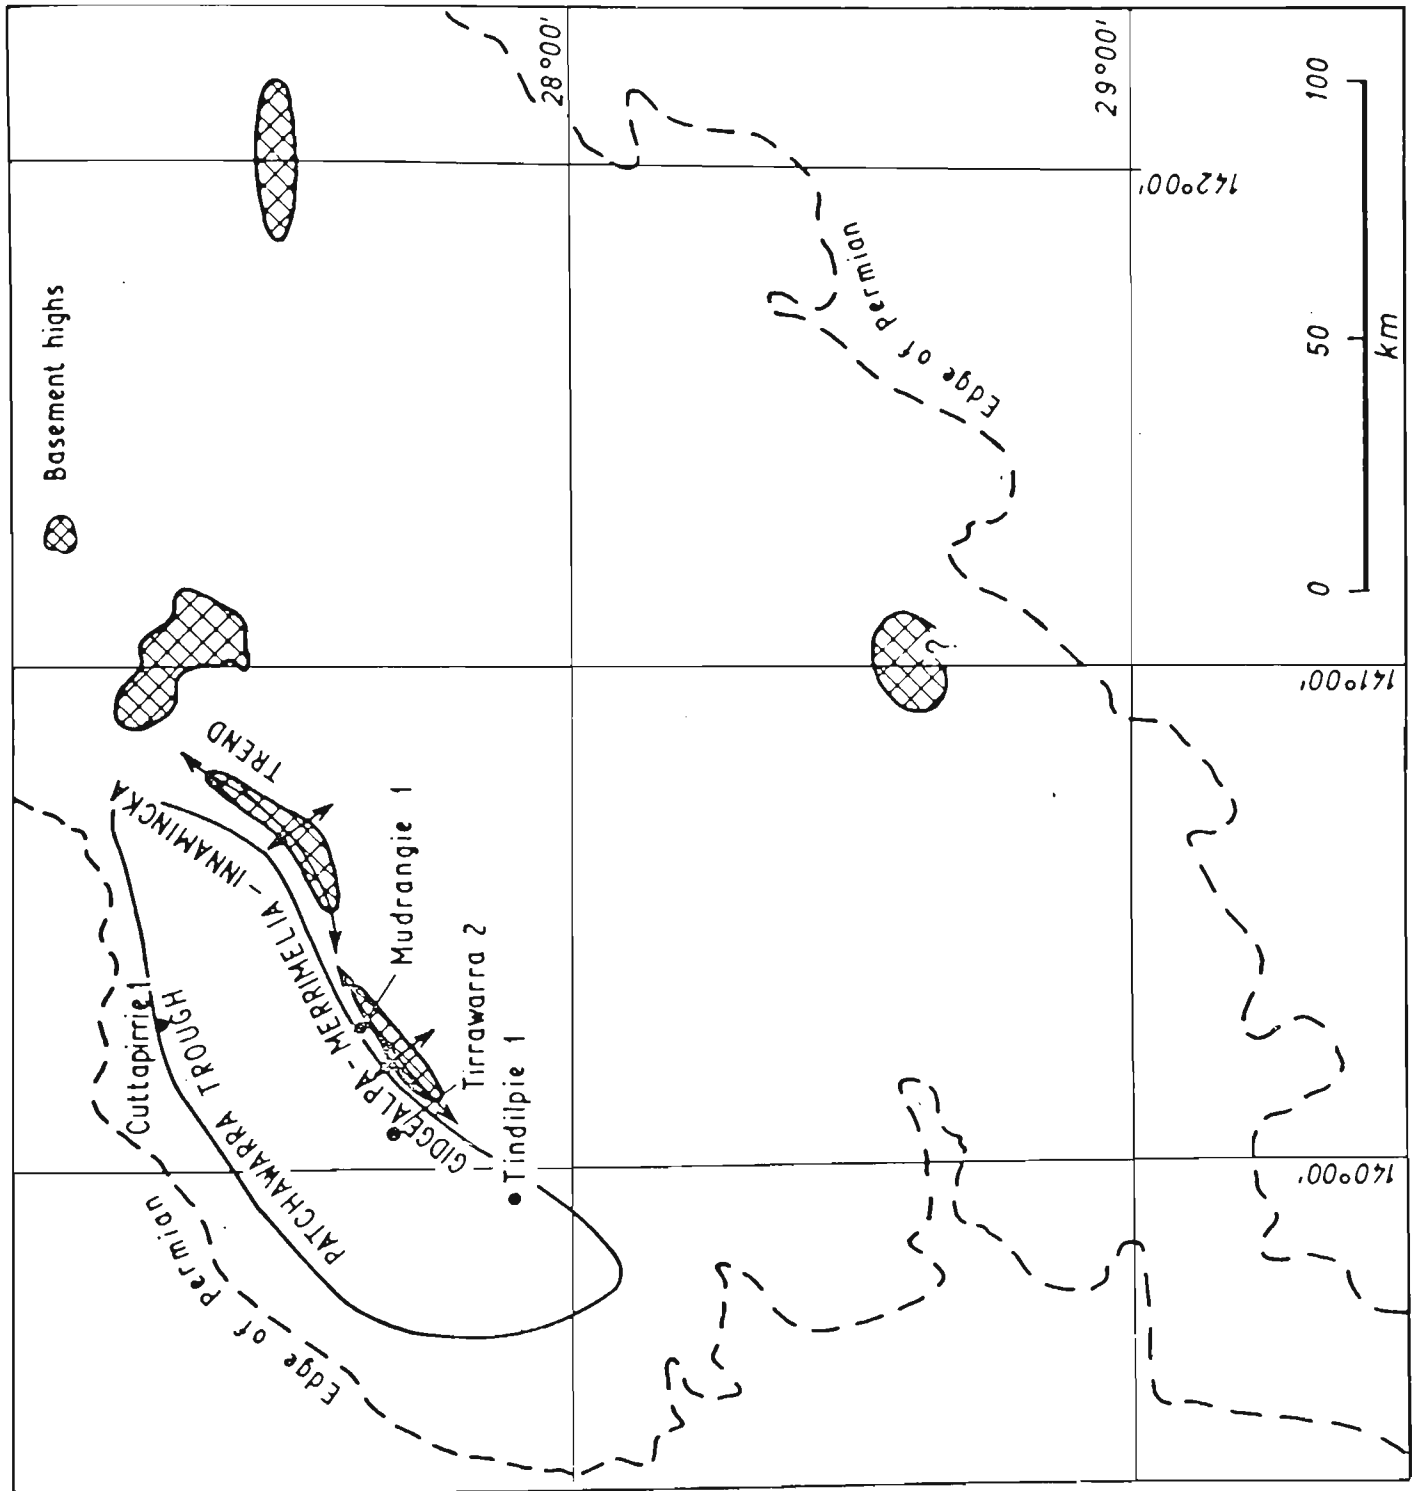 Basement highs
28°00'
29°00'
142°00'
141°00'
140°00'
Edge of Permian
Edge of Permian
Cuttapirrie 1
PATCHAWARRA TROUGH
GIDGEALPA - MERRIMELIA - INNAMINCKA
TREND
Mudrangie 1
Tirrawarra 2
Tindilpie 1
?
0 50 100
km